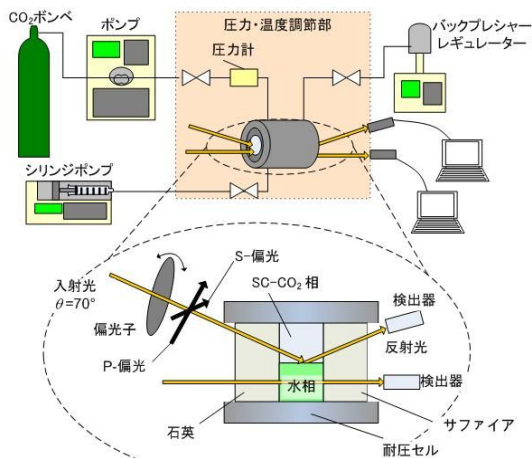 CO₂ボンベ
ポンプ
圧力・温度調節部
圧力計
バックプレシャー
レギュレーター
シリンジポンプ
入射光
θ=70°
偏光子
S-偏光
P-偏光
SC-CO₂相
検出器
反射光
水相
検出器
石英
サファイア
耐圧セル